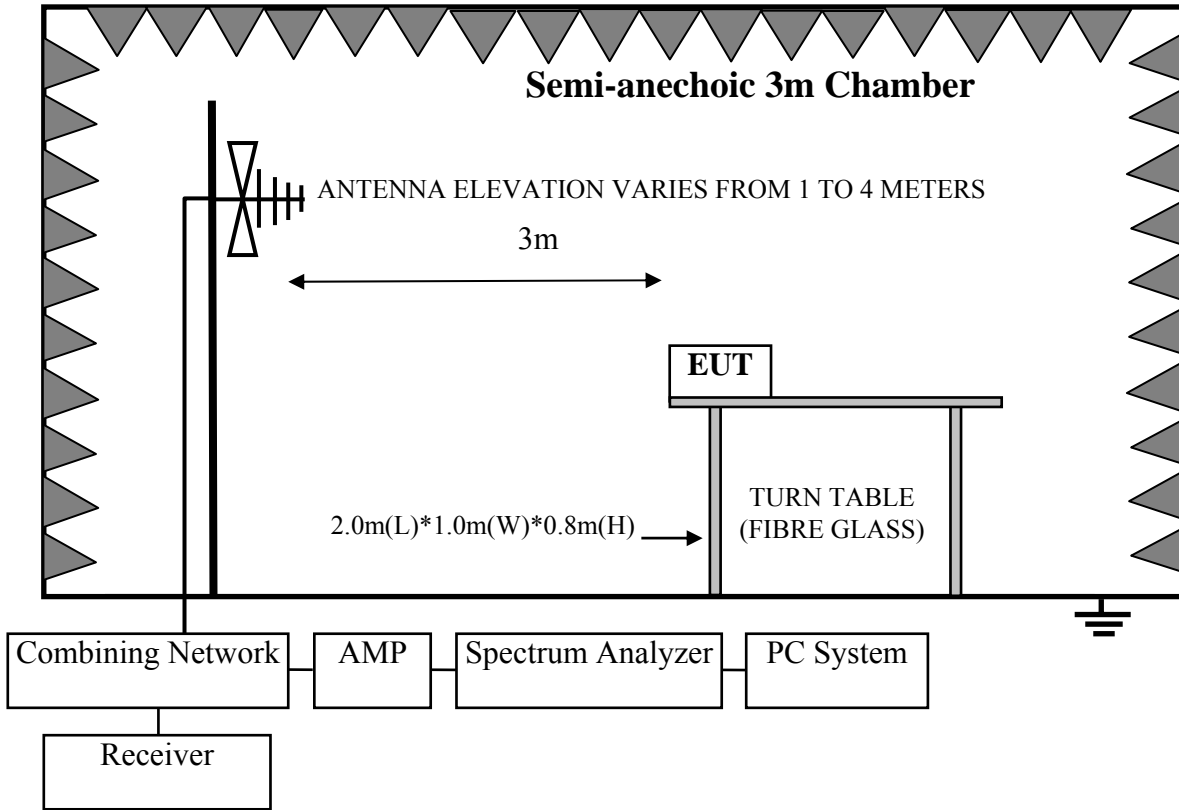 Semi-anechoic 3m Chamber
ANTENNA ELEVATION VARIES FROM 1 TO 4 METERS
3m
EUT
TURN TABLE
(FIBRE GLASS)
2.0m(L)*1.0m(W)*0.8m(H)
Combining Network
AMP
Spectrum Analyzer
PC System
Receiver